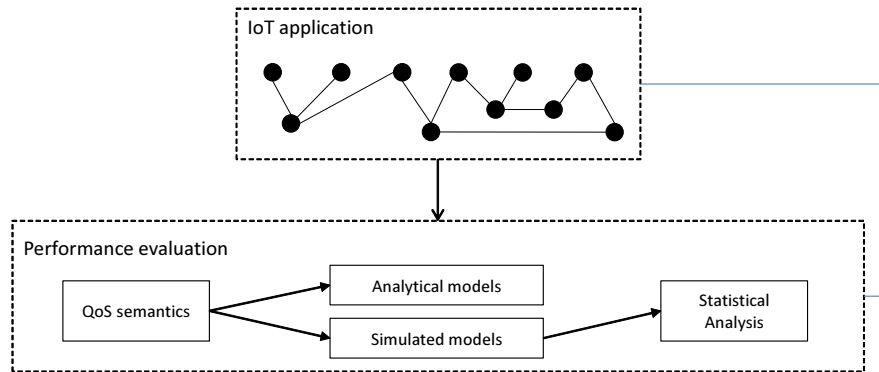 IoT application
Performance evaluation
QoS semantics
Analytical models
Simulated models
Statistical
Analysis